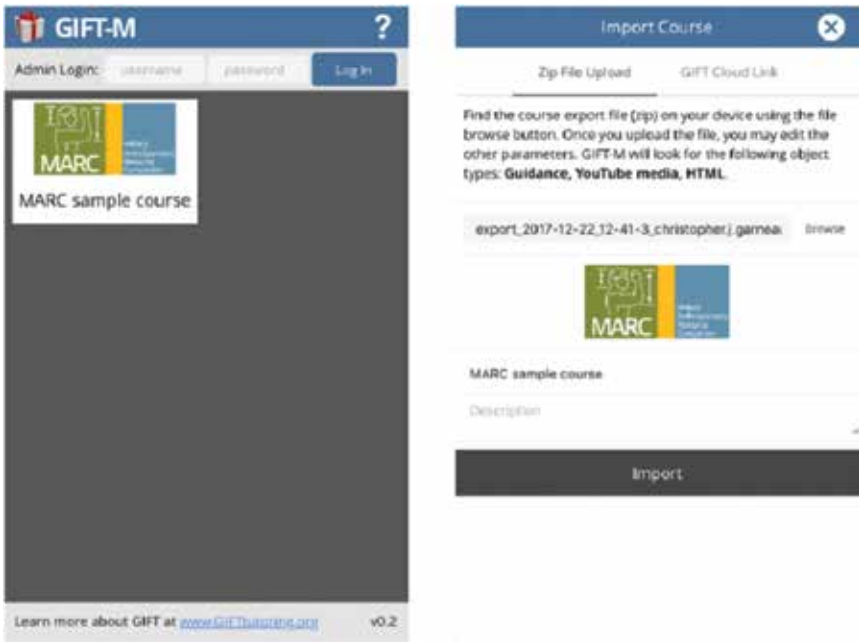 GIFT-M
?
Admin Login: username password Log In
MARC
MARC sample course
Learn more about GIFT at www.GIFTtutoring.org v0.2
Import Course
Zip File Upload GIFT Cloud Link
Find the course export file (zip) on your device using the file
browse button. Once you upload the file, you may edit the
other parameters. GIFT-M will look for the following object
types: Guidance, YouTube media, HTML.
export_2017-12-22_12-41-3_christopher.j.garnea Browse
MARC
MARC sample course
Description
Import